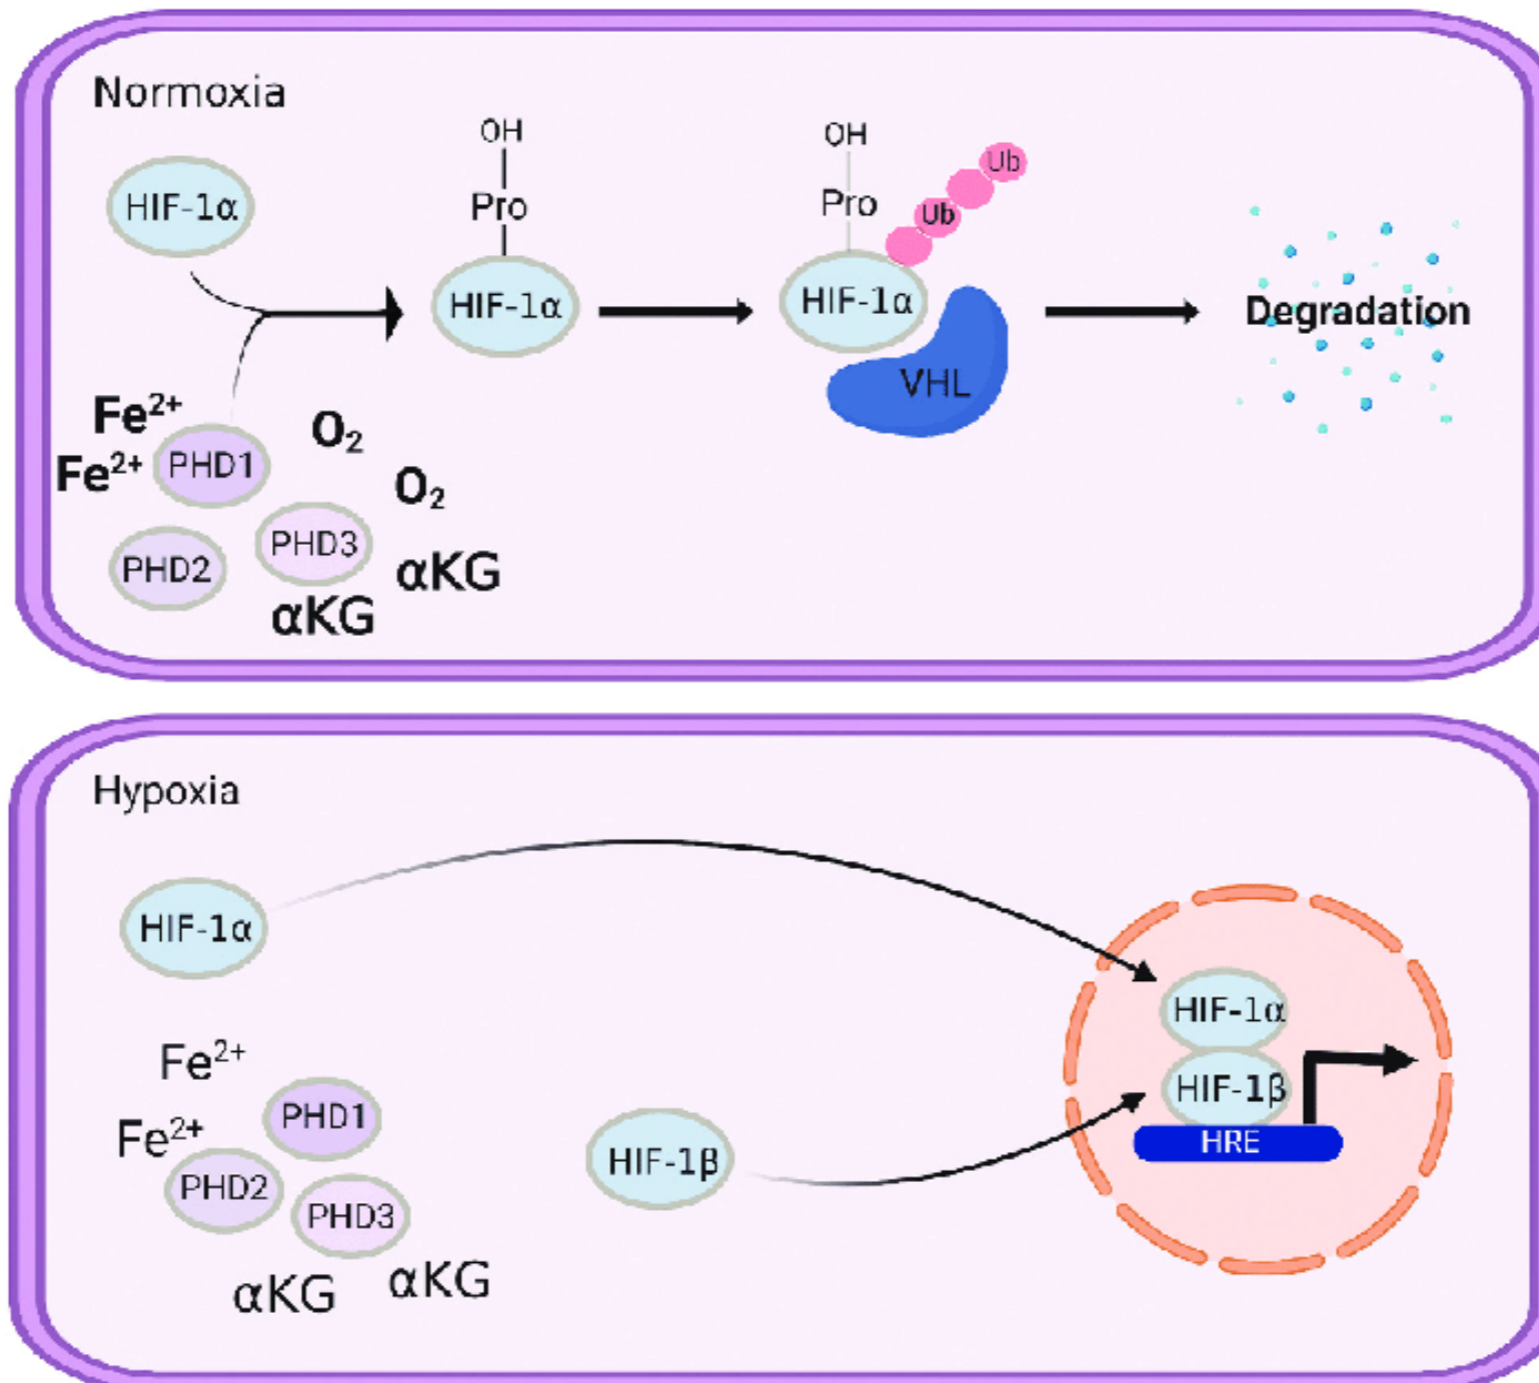 Normoxia
HIF-1α
OH
Pro
HIF-1α
OH
Pro
Ub
Ub
HIF-1α
VHL
Degradation
Fe²⁺
Fe²⁺
PHD1
O₂
O₂
PHD2
PHD3
αKG
αKG
Hypoxia
HIF-1α
Fe²⁺
Fe²⁺
PHD1
PHD2
PHD3
αKG
αKG
HIF-1β
HIF-1α
HIF-1β
HRE